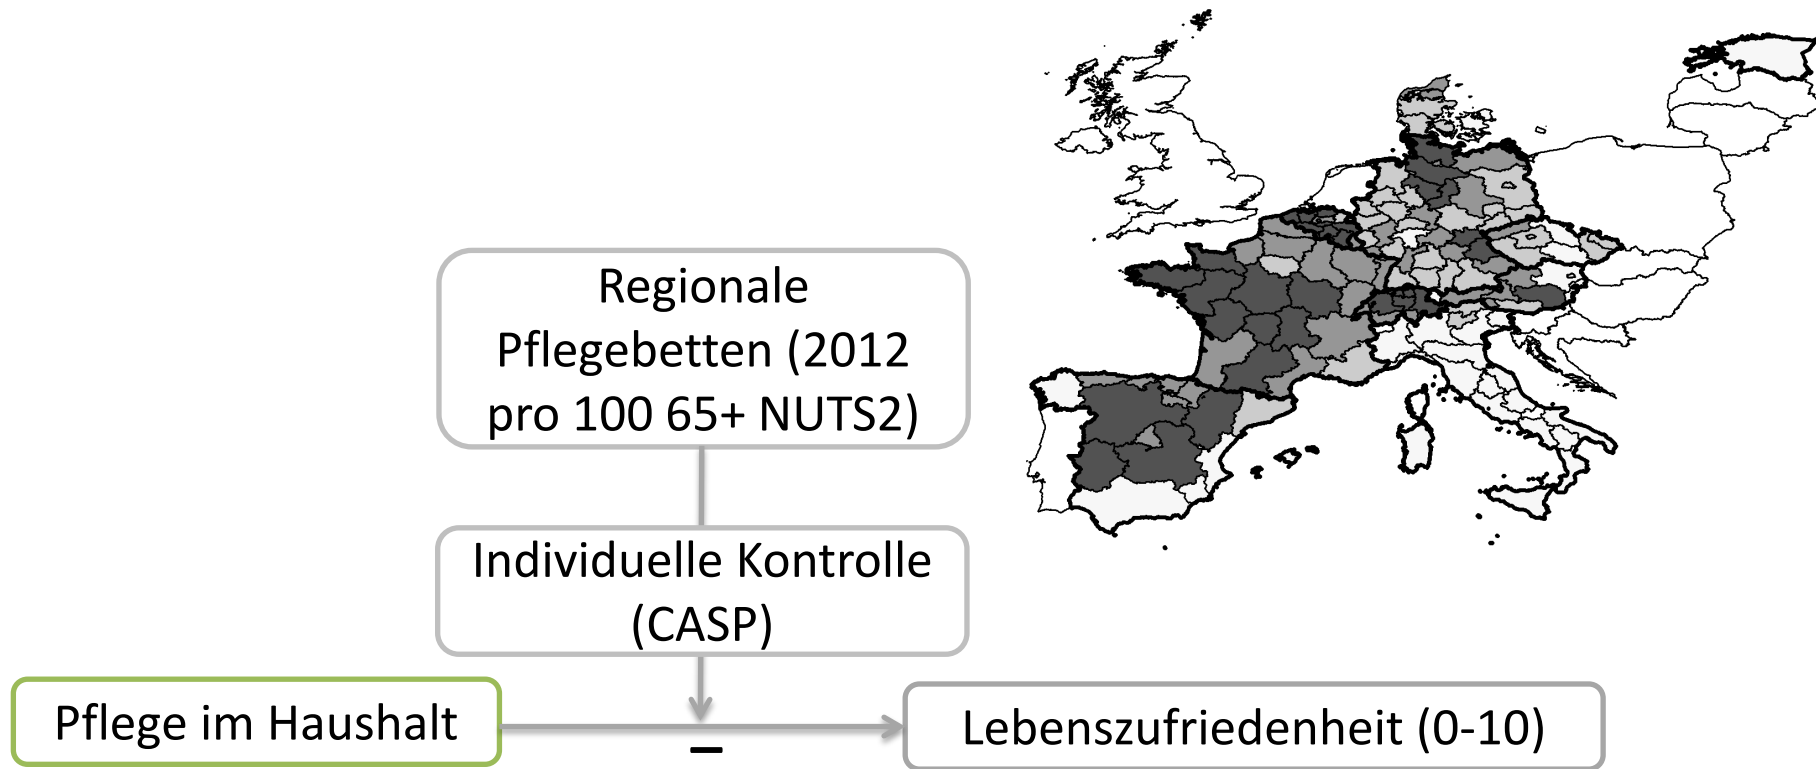 Regionale
Pflegebetten (2012
pro 100 65+ NUTS2)
Individuelle Kontrolle
(CASP)
Pflege im Haushalt
–
Lebenszufriedenheit (0-10)